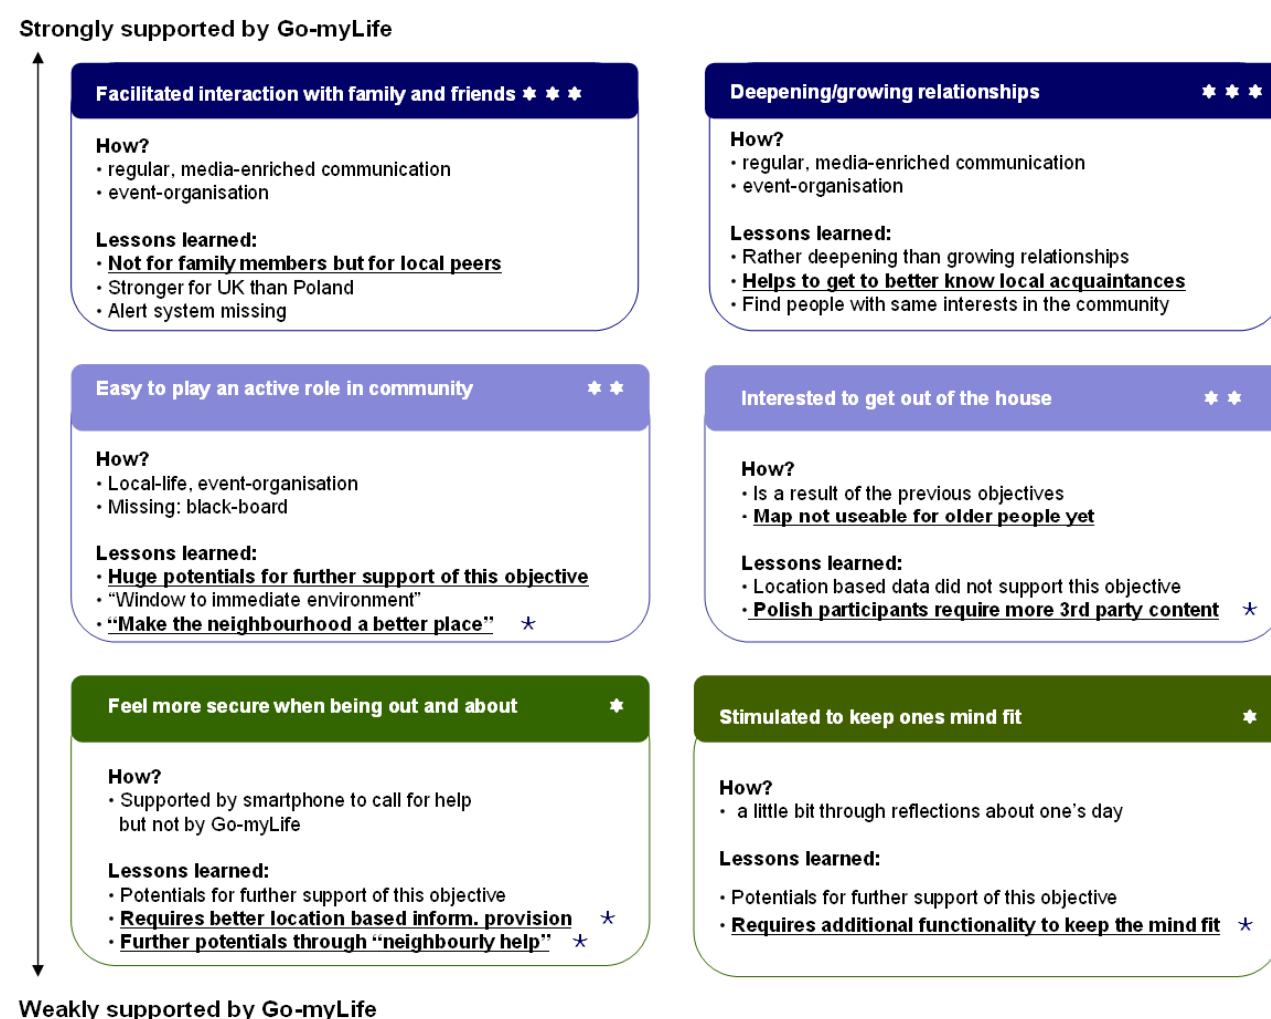 Strongly supported by Go-myLife
Facilitated interaction with family and friends ✶ ✶ ✶
How?
• regular, media-enriched communication
• event-organisation
Lessons learned:
• Not for family members but for local peers
• Stronger for UK than Poland
• Alert system missing
Deepening/growing relationships ✶ ✶ ✶
How?
• regular, media-enriched communication
• event-organisation
Lessons learned:
• Rather deepening than growing relationships
• Helps to get to better know local acquaintances
• Find people with same interests in the community
Easy to play an active role in community ✶ ✶
How?
• Local-life, event-organisation
• Missing: black-board
Lessons learned:
• Huge potentials for further support of this objective
• “Window to immediate environment”
• “Make the neighbourhood a better place” ★
Interested to get out of the house ✶ ✶
How?
• Is a result of the previous objectives
• Map not useable for older people yet
Lessons learned:
• Location based data did not support this objective
• Polish participants require more 3rd party content ★
Feel more secure when being out and about ✶
How?
• Supported by smartphone to call for help
but not by Go-myLife
Lessons learned:
• Potentials for further support of this objective
• Requires better location based inform. provision ★
• Further potentials through “neighbourly help” ★
Stimulated to keep ones mind fit ✶
How?
• a little bit through reflections about one’s day
Lessons learned:
• Potentials for further support of this objective
• Requires additional functionality to keep the mind fit ★
Weakly supported by Go-myLife